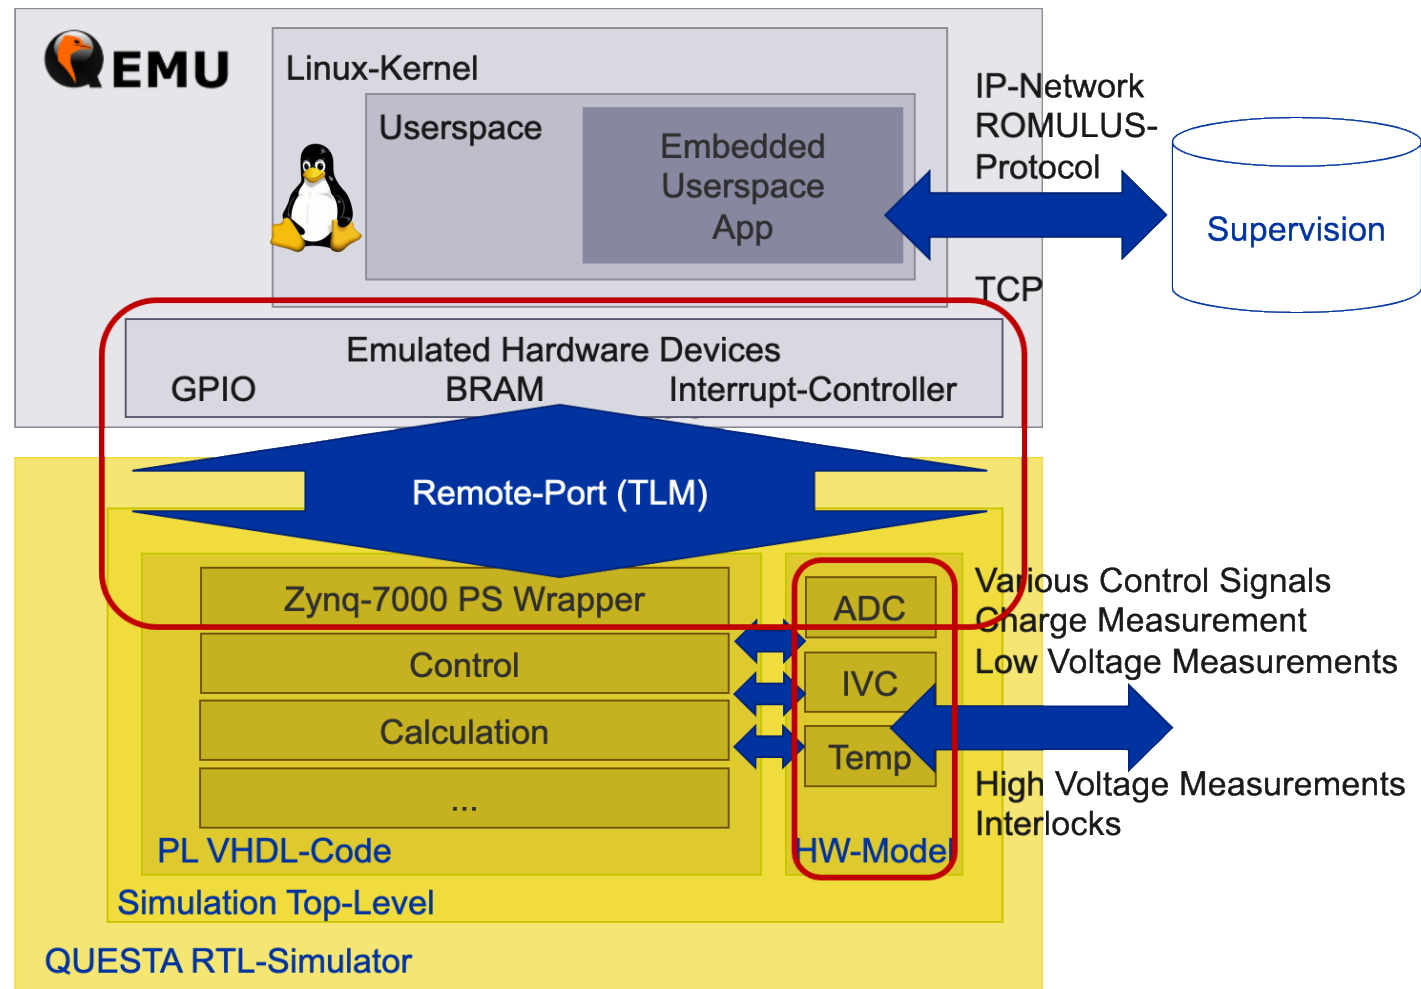 QEMU
Linux-Kernel
Userspace
Embedded
Userspace
App
IP-Network
ROMULUS-
Protocol
Supervision
TCP
Emulated Hardware Devices
GPIO BRAM Interrupt-Controller
Remote-Port (TLM)
Zynq-7000 PS Wrapper
Control
Calculation
...
PL VHDL-Code
ADC
IVC
Temp
HW-Model
Various Control Signals
Charge Measurement
Low Voltage Measurements
High Voltage Measurements
Interlocks
Simulation Top-Level
QUESTA RTL-Simulator